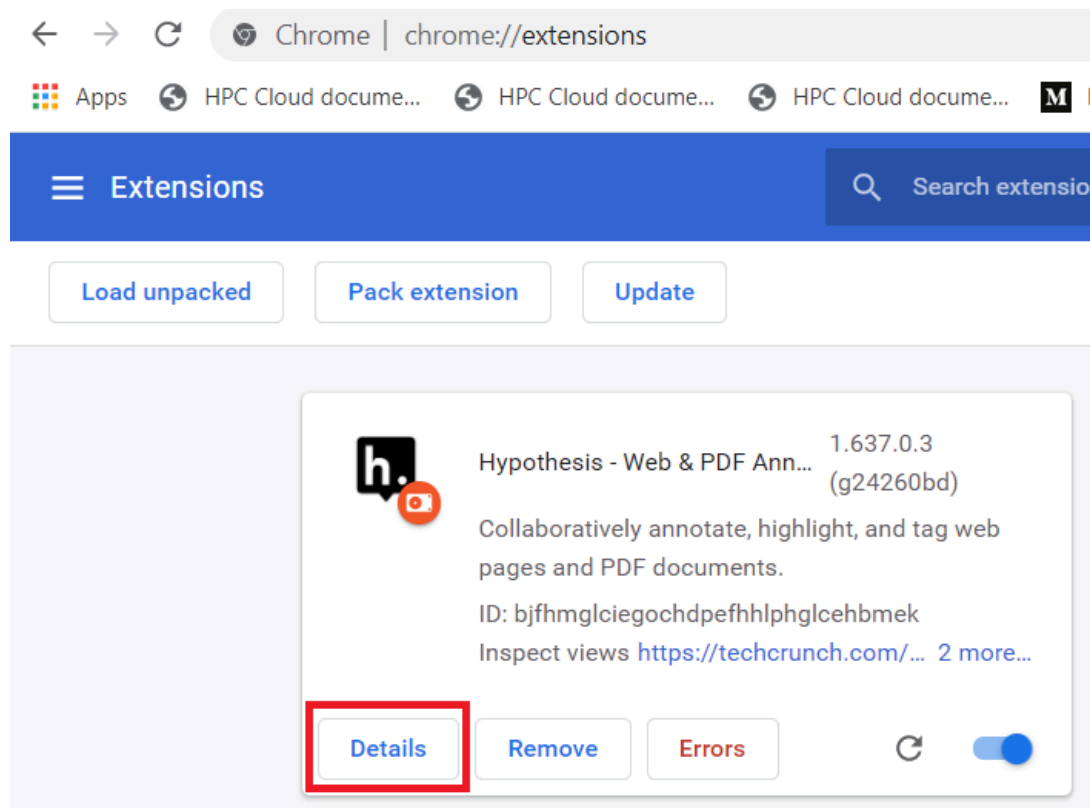 Chrome | chrome://extensions
Apps HPC Cloud docume... HPC Cloud docume... HPC Cloud docume... M
Extensions Search extensio
Load unpacked Pack extension Update
h.
Hypothesis - Web & PDF Ann... 1.637.0.3
(g24260bd)
Collaboratively annotate, highlight, and tag web
pages and PDF documents.
ID: bjfhmglciegochdpefhhlphglcehbmek
Inspect views https://techcrunch.com/... 2 more...
Details Remove Errors